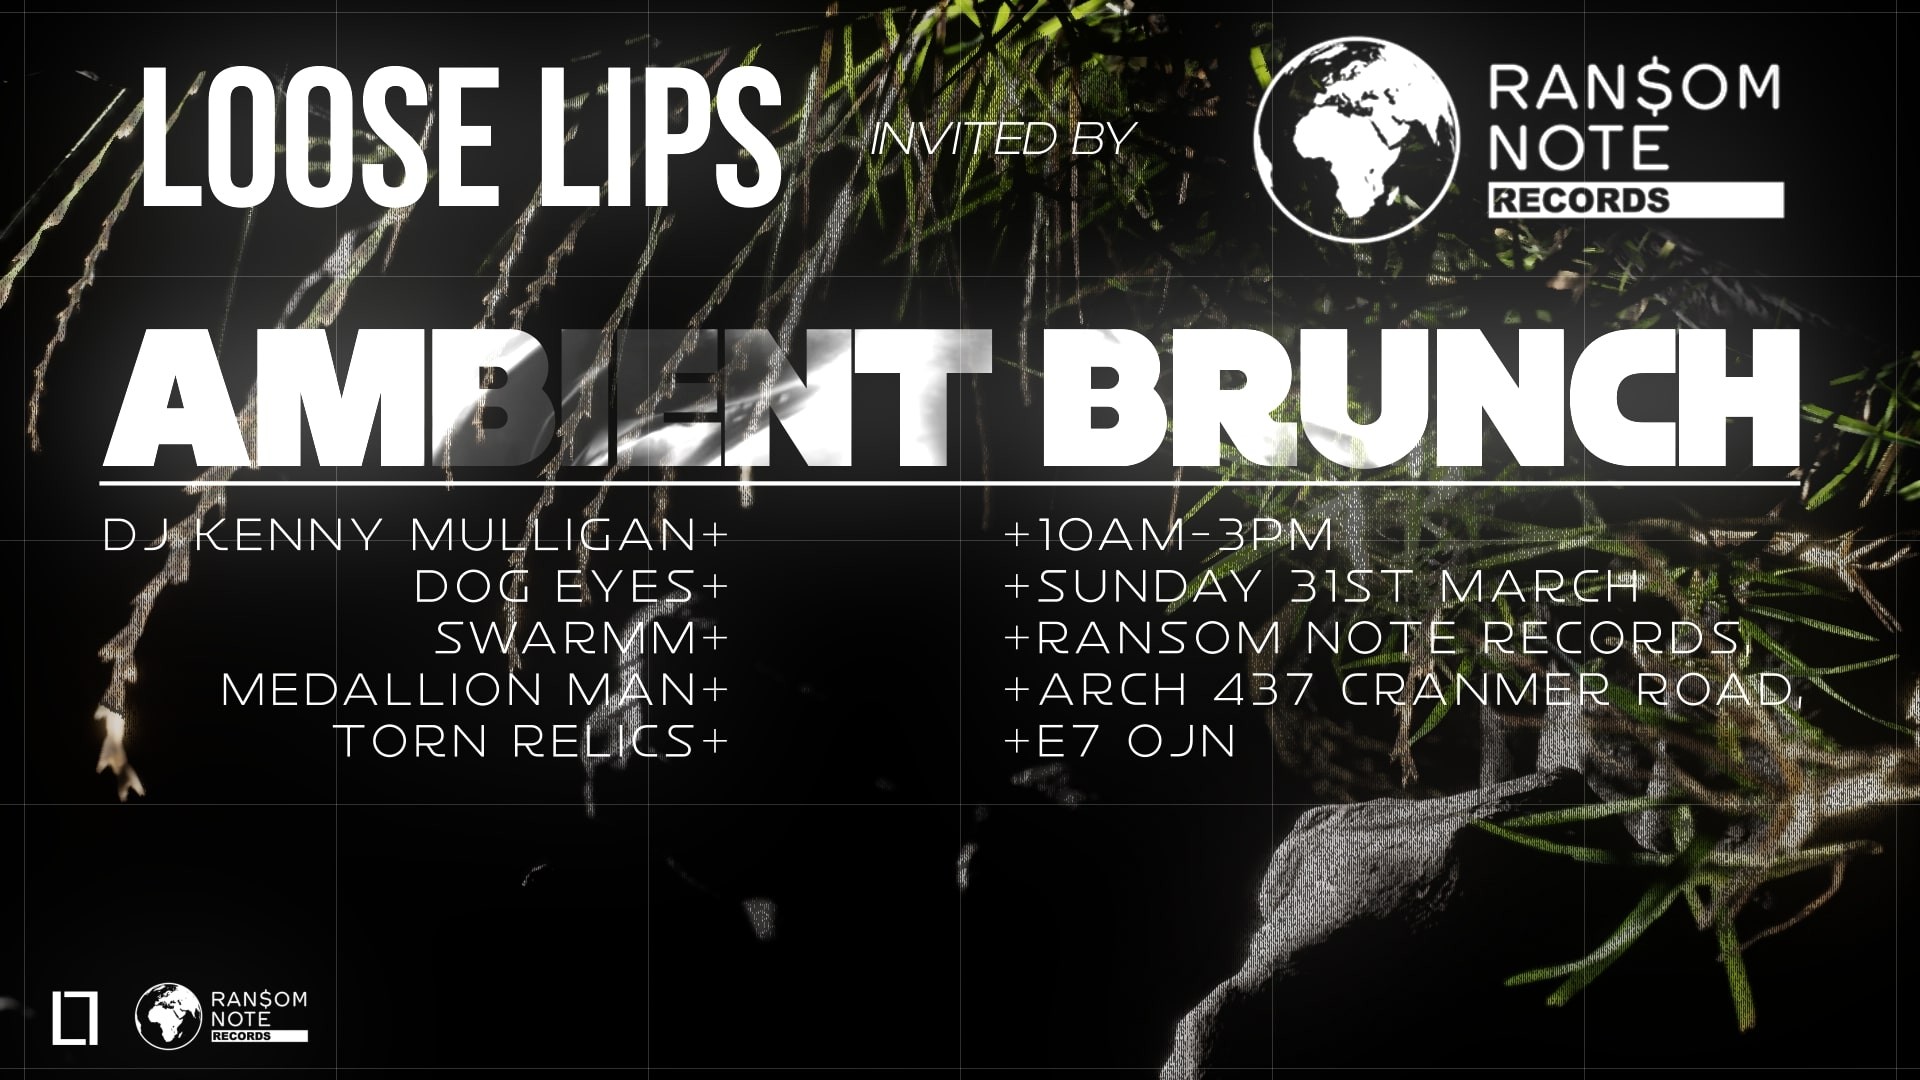 LOOSE LIPS
INVITED BY
RAN$OM
NOTE
RECORDS
AMBIENT BRUNCH
DJ KENNY MULLIGAN+
DOG EYES+
SWARMM+
MEDALLION MAN+
TORN RELICS+
+10AM-3PM
+SUNDAY 31ST MARCH
+RANSOM NOTE RECORDS,
+ARCH 437 CRANMER ROAD,
+E7 0JN
RAN$OM
NOTE
RECORDS